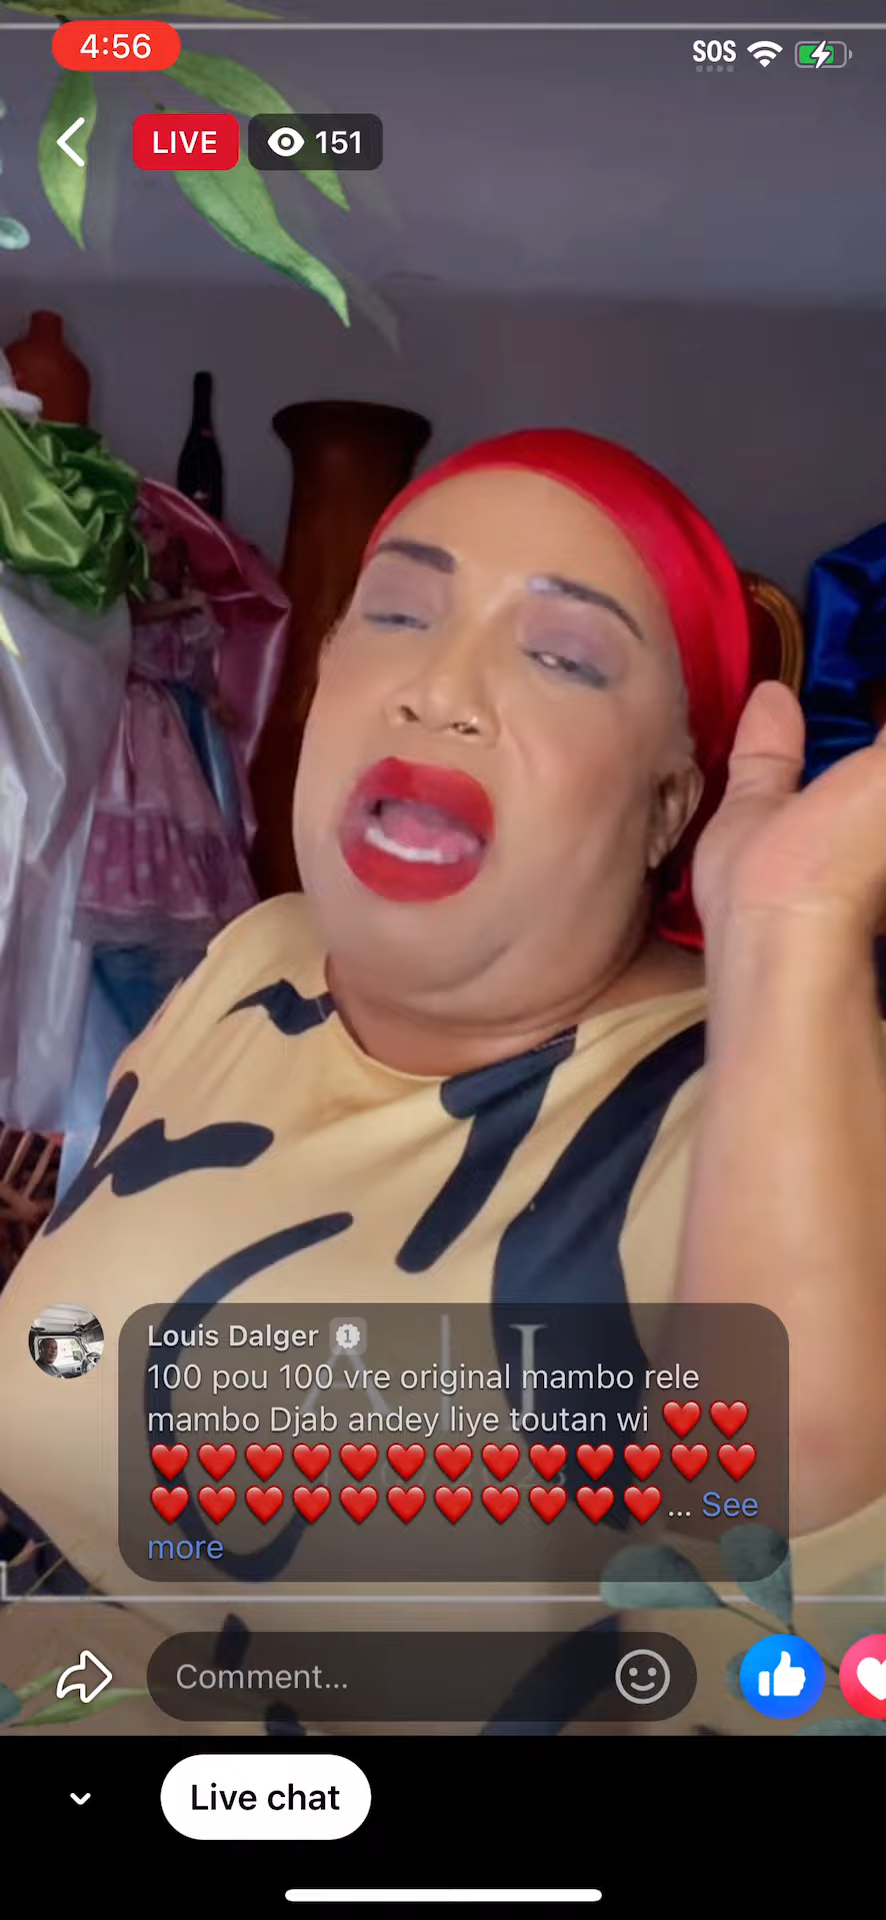 4:56
SOS
LIVE
151
Louis Dalger
100 pou 100 vre original mambo rele
mambo Djab andey liye toutan wi ❤️❤️
❤️❤️❤️❤️❤️❤️❤️❤️❤️❤️❤️❤️❤️
❤️❤️❤️❤️❤️❤️❤️❤️❤️❤️❤️... See
more
Comment...
Live chat